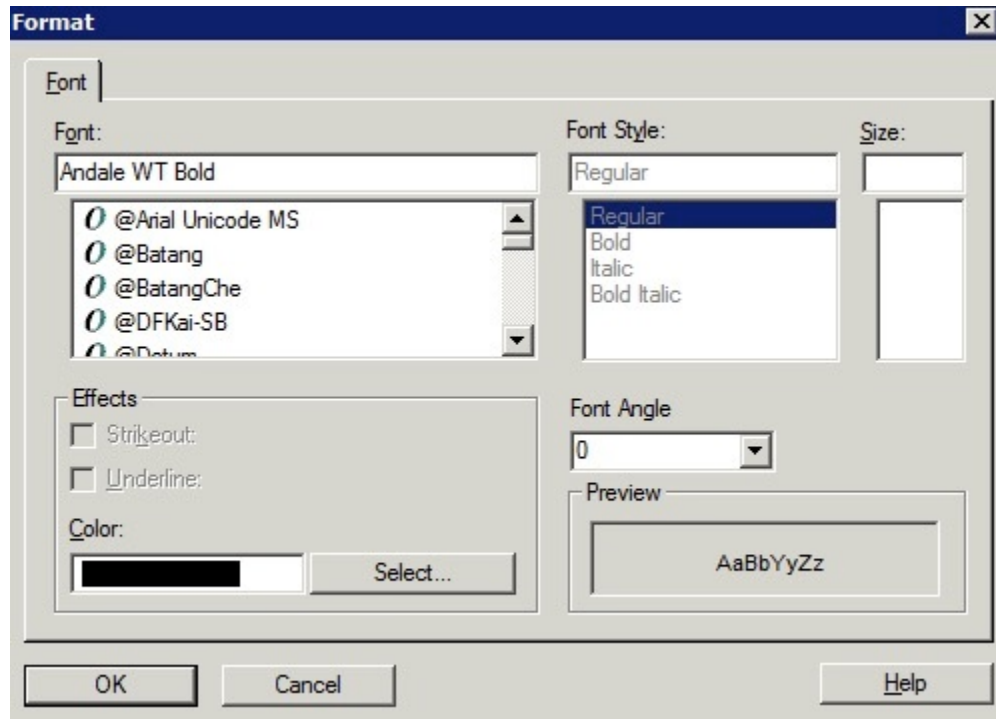 Format
Font
Font:
Font Style:
Size:
Andale WT Bold
Regular
@Arial Unicode MS
@Batang
@BatangChe
@DFKai-SB
@Dotum
Regular
Bold
Italic
Bold Italic
Effects
Strikeout:
Underline:
Color:
Select...
Font Angle
0
Preview
AaBbYyZz
OK
Cancel
Help